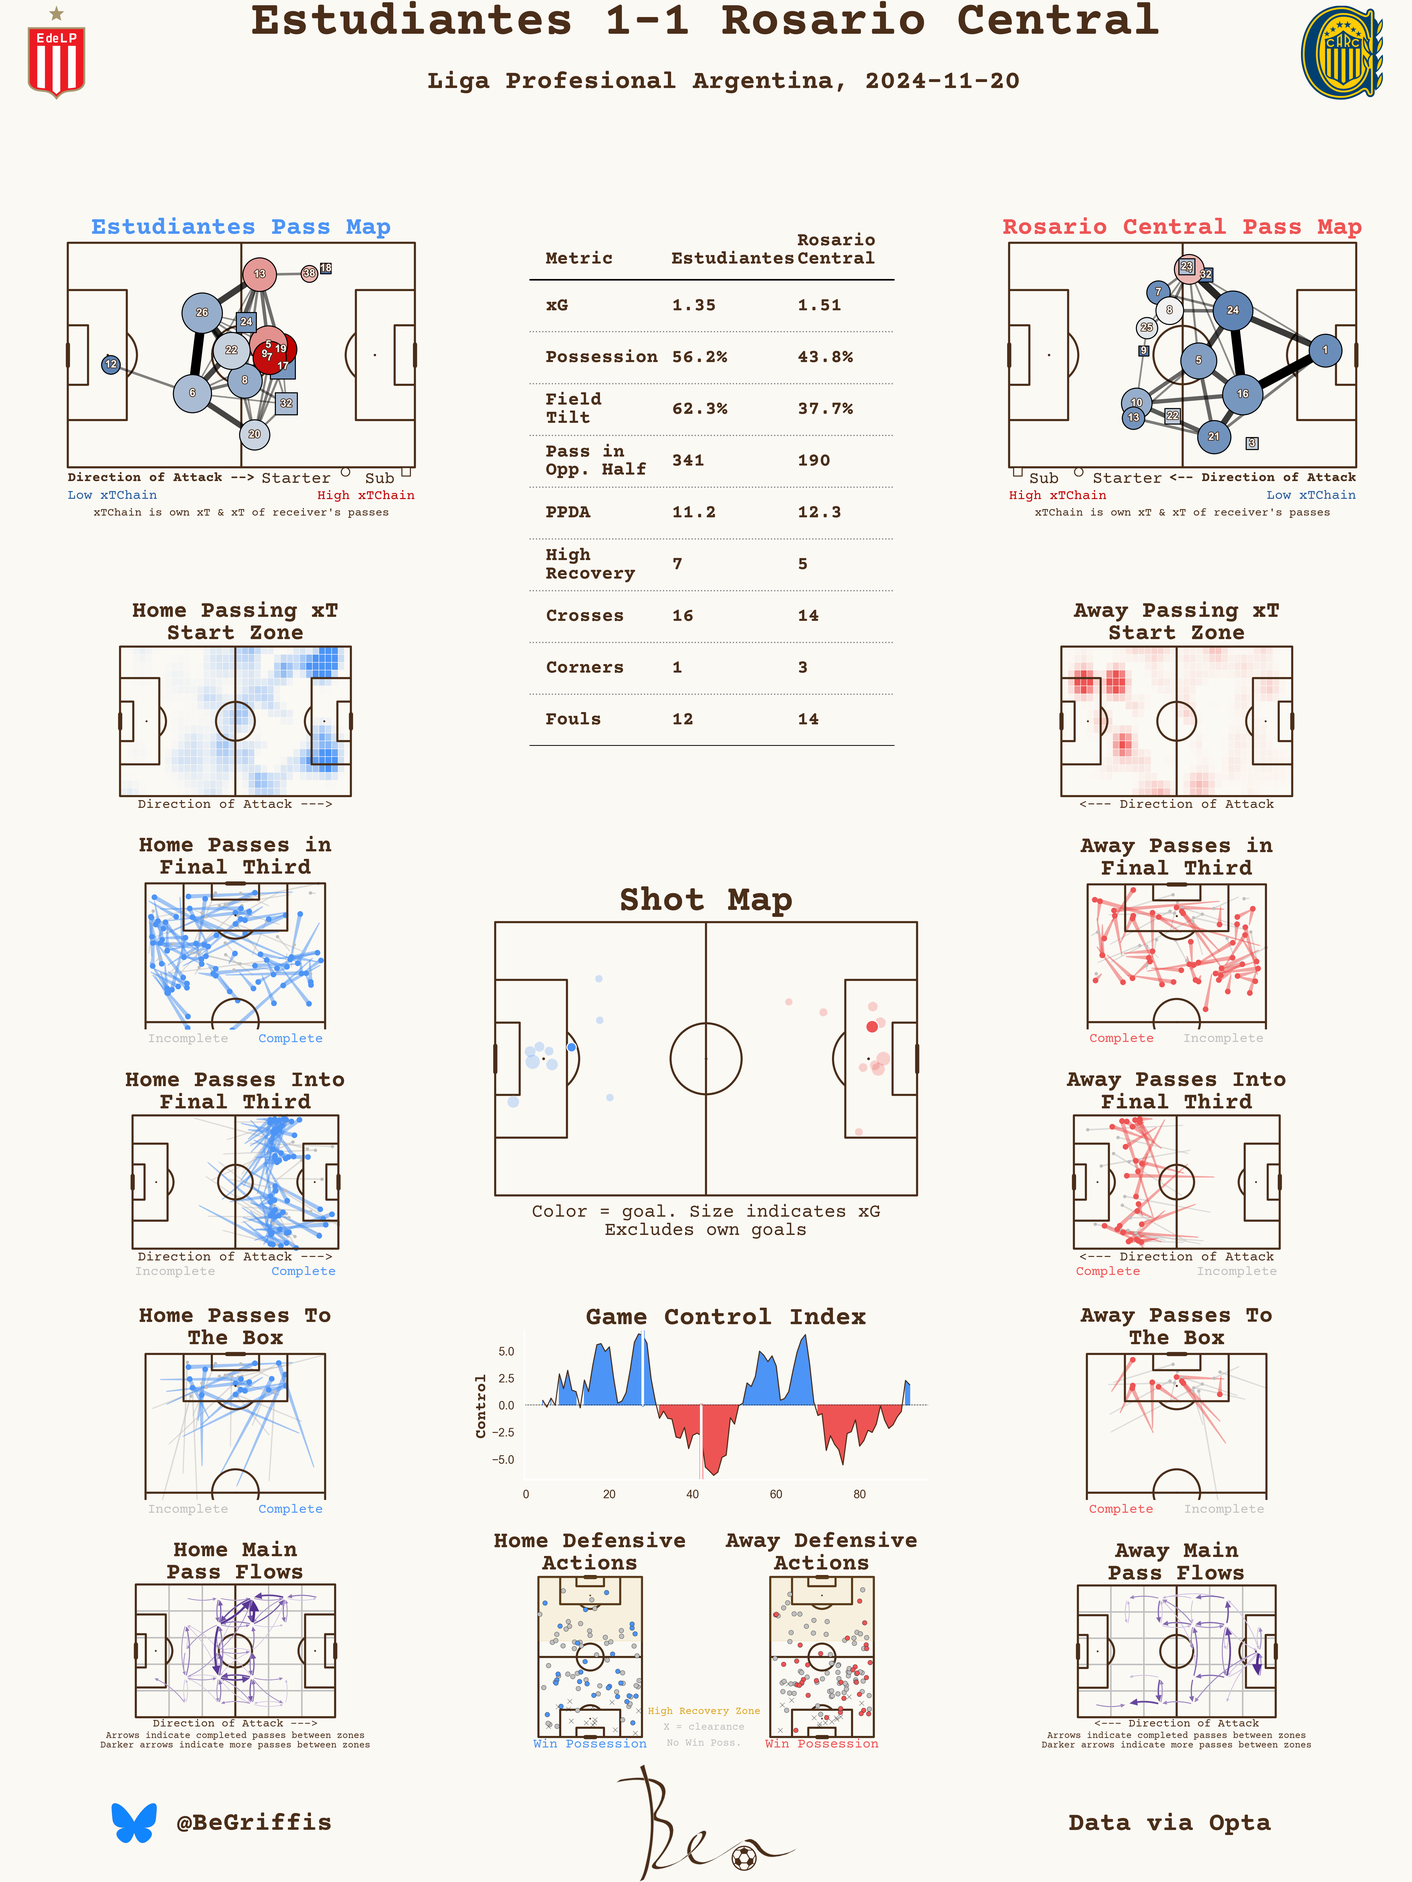 Estudiantes 1-1 Rosario Central
Liga Profesional Argentina, 2024-11-20
EdeLP
CARC
Estudiantes Pass Map
13
38
18
26
24
22
5
19
9
7
17
12
6
8
32
20
Direction of Attack --> Starter Sub
Low xTChain High xTChain
xTChain is own xT & xT of receiver's passes
Metric Estudiantes Rosario Central
xG 1.35 1.51
Possession 56.2% 43.8%
Field Tilt 62.3% 37.7%
Pass in Opp. Half 341 190
PPDA 11.2 12.3
High Recovery 7 5
Crosses 16 14
Corners 1 3
Fouls 12 14
Rosario Central Pass Map
23
32
7
8
24
25
9
5
1
16
10
13
22
21
3
Sub Starter <-- Direction of Attack
High xTChain Low xTChain
xTChain is own xT & xT of receiver's passes
Home Passing xT
Start Zone
Direction of Attack --->
Away Passing xT
Start Zone
<--- Direction of Attack
Home Passes in
Final Third
Incomplete Complete
Away Passes in
Final Third
Complete Incomplete
Shot Map
Color = goal. Size indicates xG
Excludes own goals
Home Passes Into
Final Third
Direction of Attack --->
Incomplete Complete
Away Passes Into
Final Third
<--- Direction of Attack
Complete Incomplete
Home Passes To
The Box
Incomplete Complete
Game Control Index
Control
5.0
2.5
0.0
−2.5
−5.0
0 20 40 60 80
Away Passes To
The Box
Complete Incomplete
Home Main
Pass Flows
Direction of Attack --->
Arrows indicate completed passes between zones
Darker arrows indicate more passes between zones
Home Defensive
Actions
Win Possession
High Recovery Zone
X = clearance
No Win Poss.
Away Defensive
Actions
Win Possession
Away Main
Pass Flows
<--- Direction of Attack
Arrows indicate completed passes between zones
Darker arrows indicate more passes between zones
@BeGriffis
Ben
Data via Opta